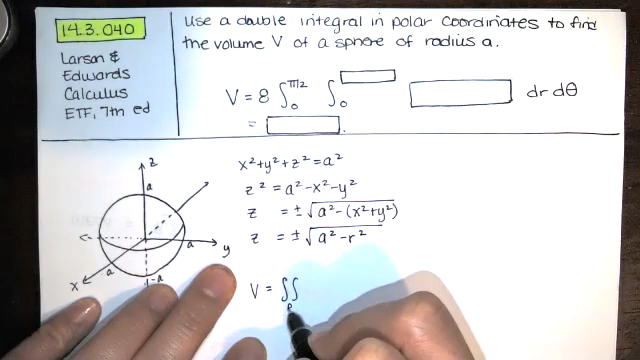 14.3.040
Larson &
Edwards
Calculus
ETF, 7th ed
Use a double integral in polar coordinates to find
the volume V of a sphere of radius a.
V = 8 ∫₀^π/2 ∫₀ dr dθ
= .
z
a
y
a
x
a
-a
x² + y² + z² = a²
z² = a² - x² - y²
z = ± √(a² - (x² + y²))
z = ± √(a² - r²)
V = ∬